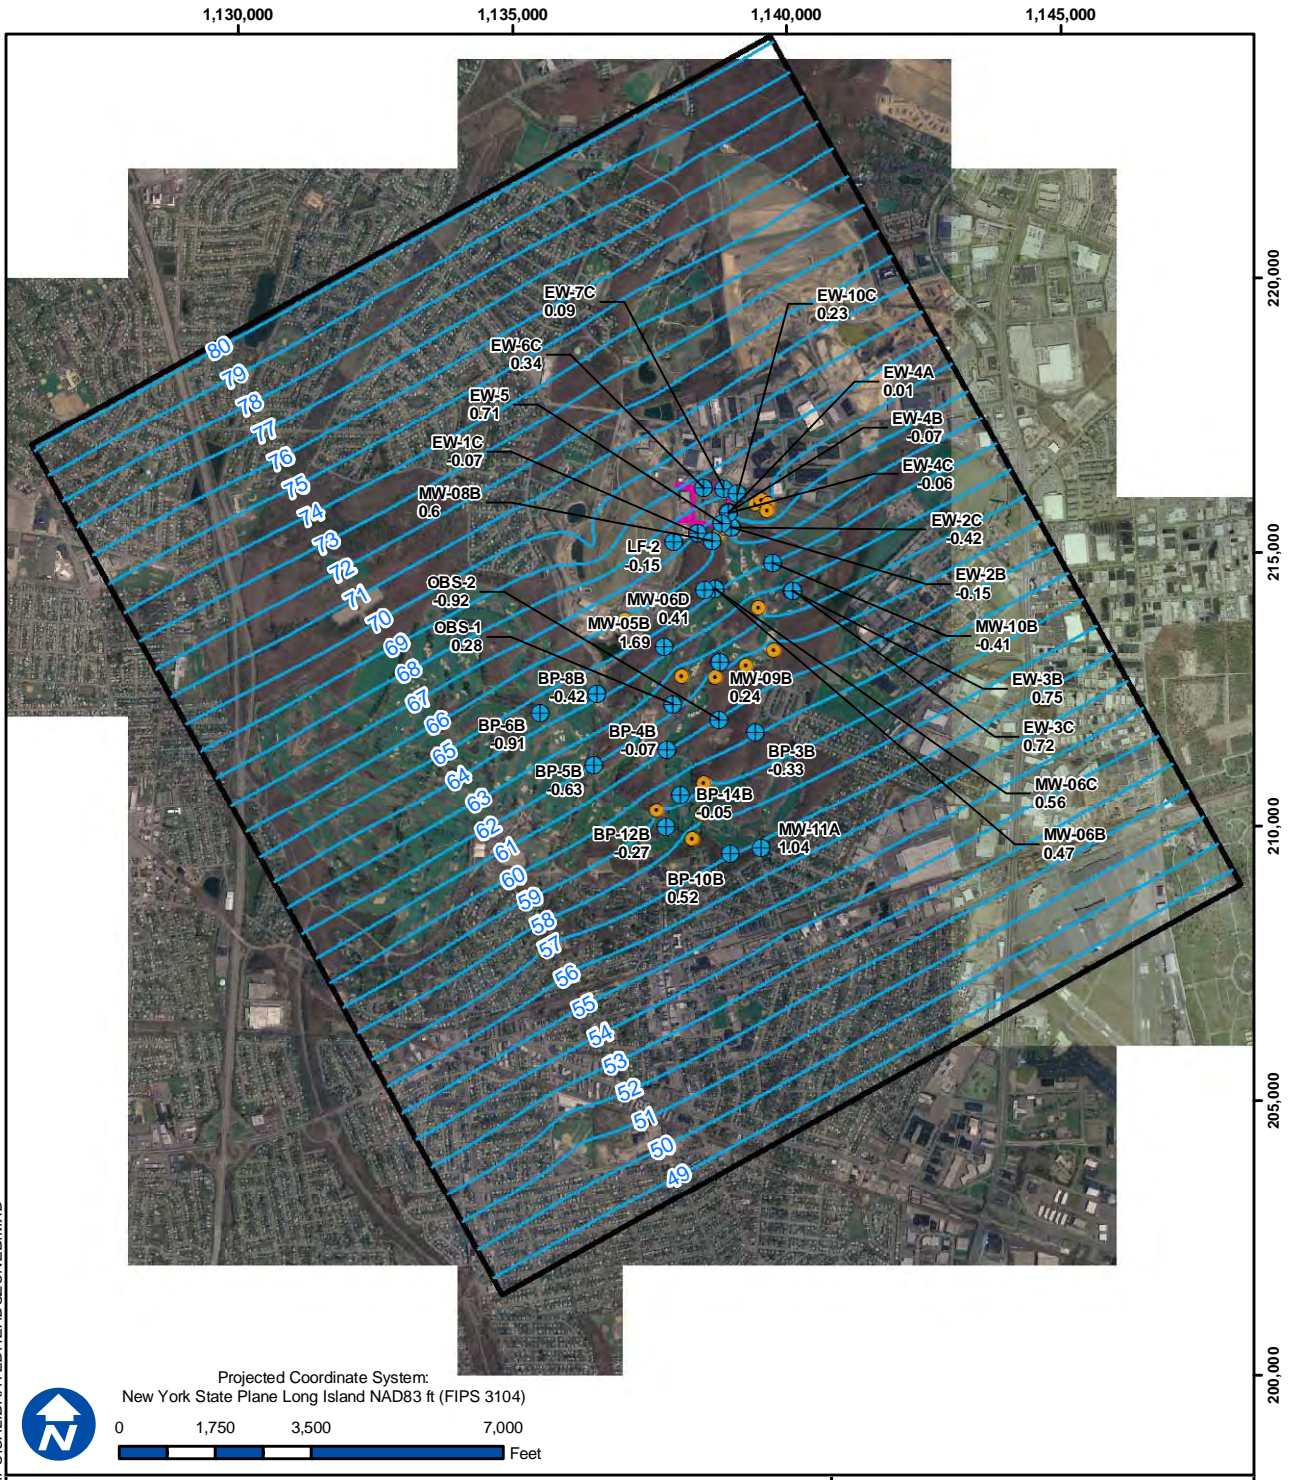 1,130,000
1,135,000
1,140,000
1,145,000
220,000
215,000
210,000
205,000
200,000
EW-7C
0.09
EW-10C
0.23
EW-6C
0.34
EW-4A
0.01
EW-5
0.71
EW-4B
-0.07
EW-1C
-0.07
EW-4C
-0.06
MW-08B
0.6
EW-2C
-0.42
LF-2
-0.15
EW-2B
-0.15
OBS-2
-0.92
MW-06D
0.41
MW-05B
1.69
OBS-1
0.28
MW-10B
-0.41
BP-8B
-0.42
MW-09B
0.24
EW-3B
0.75
BP-6B
-0.91
BP-4B
-0.07
EW-3C
0.72
BP-3B
-0.33
BP-5B
-0.63
MW-06C
0.56
BP-14B
-0.05
BP-12B
-0.27
MW-11A
1.04
MW-06B
0.47
BP-10B
0.52
80
79
78
77
76
75
74
73
72
71
70
69
68
67
66
65
64
63
62
61
60
59
58
57
56
55
54
53
52
51
50
49
Projected Coordinate System:
New York State Plane Long Island NAD83 ft (FIPS 3104)
N
0 1,750 3,500 7,000
Feet